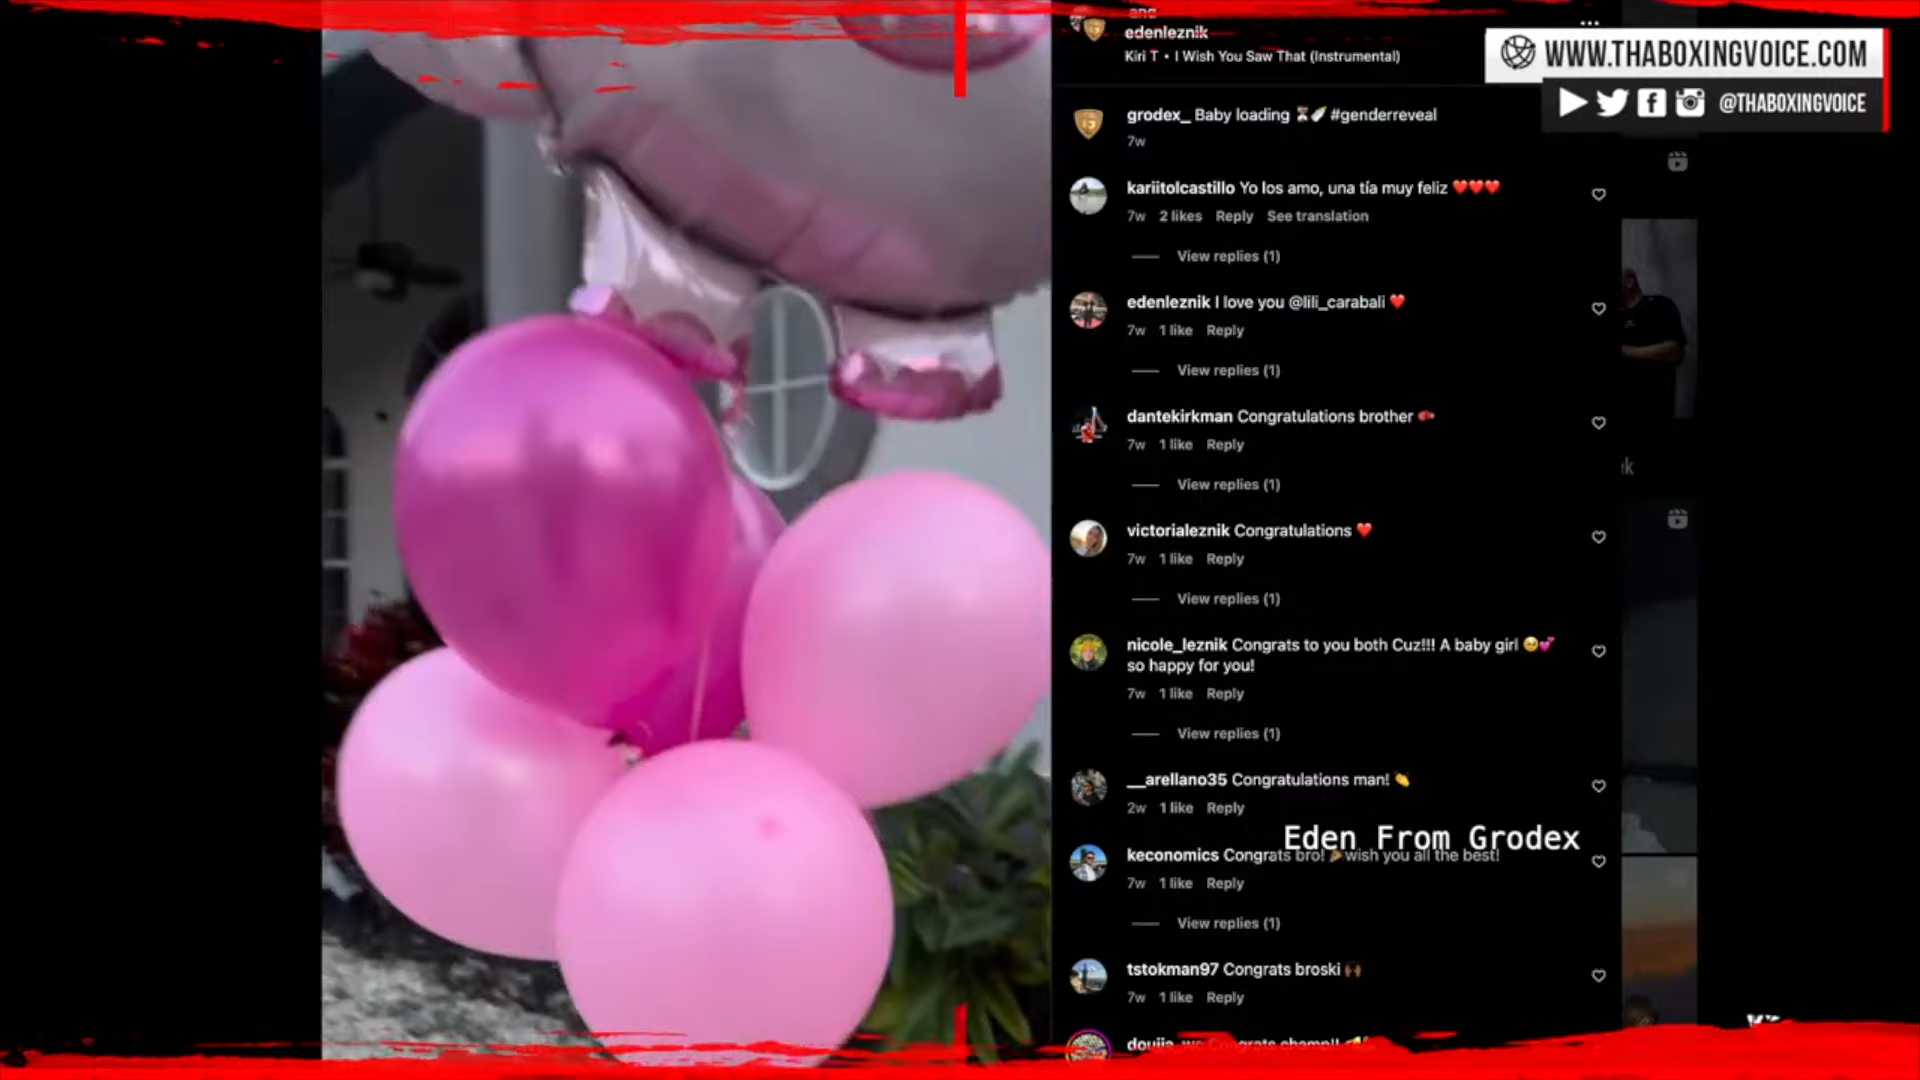 and
edenleznik
Kiri T • I Wish You Saw That (Instrumental)
WWW.THABOXINGVOICE.COM
@THABOXINGVOICE
grodex_ Baby loading ⏳🍼 #genderreveal
7w
kariitolcastillo Yo los amo, una tía muy feliz ❤️❤️❤️
7w 2 likes Reply See translation
View replies (1)
edenleznik I love you @lili_carabali ❤️
7w 1 like Reply
View replies (1)
dantekirkman Congratulations brother 🥊
7w 1 like Reply
View replies (1)
victorialeznik Congratulations ❤️
7w 1 like Reply
View replies (1)
nicole_leznik Congrats to you both Cuz!!! A baby girl 🥹💕
so happy for you!
7w 1 like Reply
View replies (1)
__arellano35 Congratulations man! 👏
2w 1 like Reply
Eden From Grodex
keconomics Congrats bro! 🎉wish you all the best!
7w 1 like Reply
View replies (1)
tstokman97 Congrats broski 🙌🏾
7w 1 like Reply
Congrats champ!!